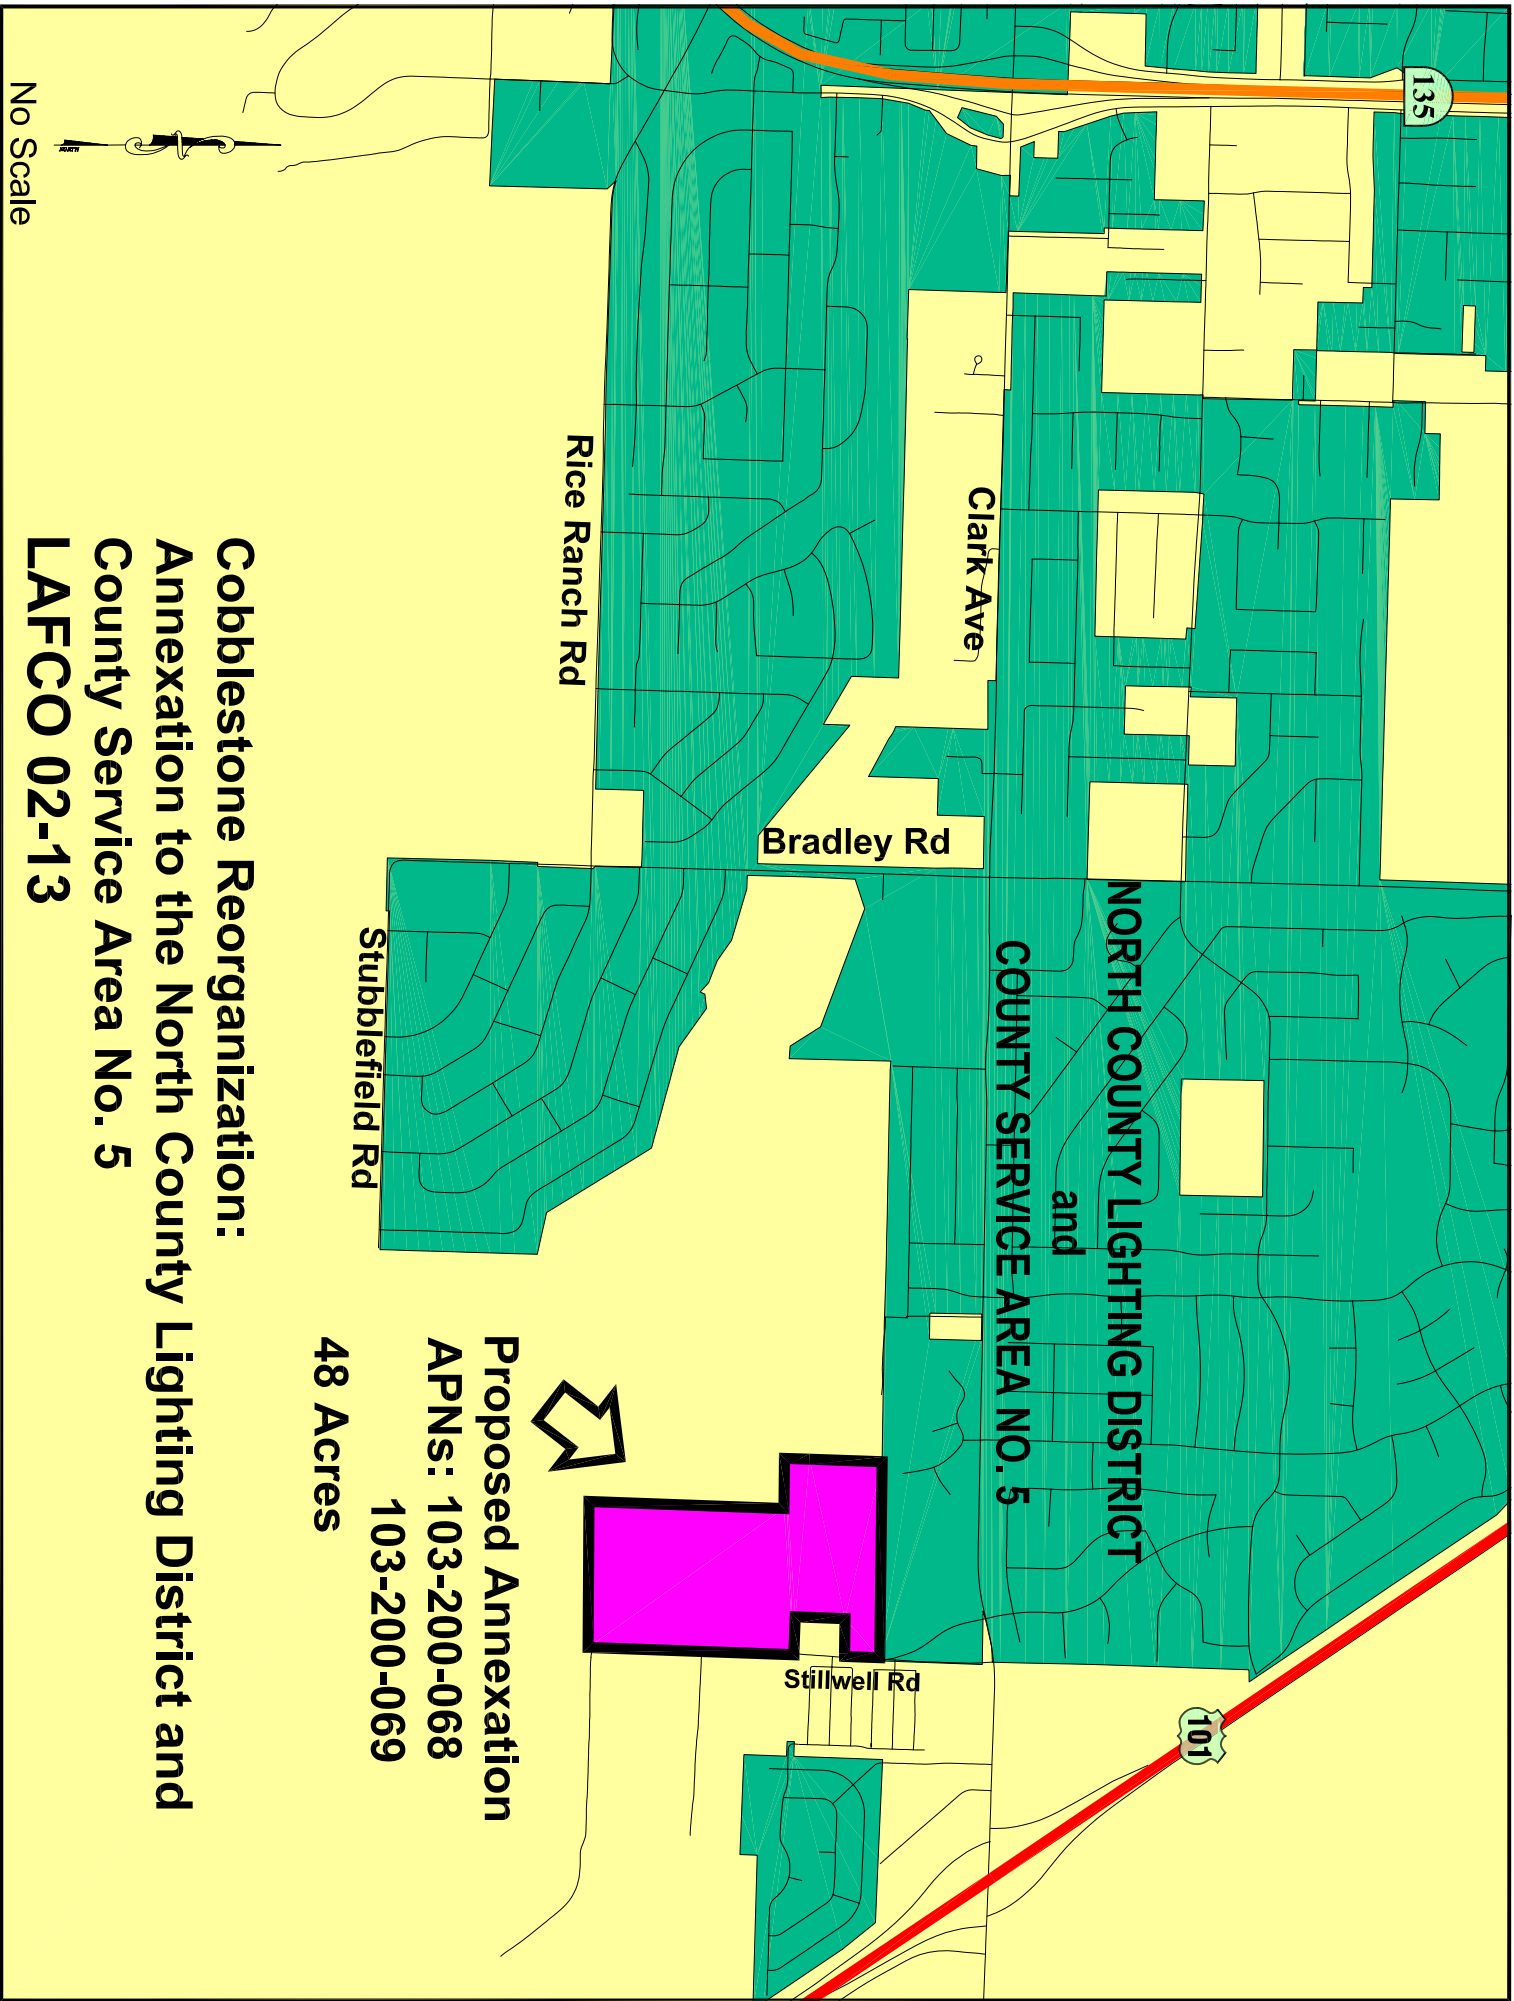 135
101
NORTH COUNTY LIGHTING DISTRICT
and
COUNTY SERVICE AREA NO. 5
Clark Ave
Bradley Rd
Rice Ranch Rd
Stillwell Rd
Stubblefield Rd
Proposed Annexation
APNs: 103-200-068
103-200-069
48 Acres
Cobblestone Reorganization:
Annexation to the North County Lighting District and
County Service Area No. 5
LAFCO 02-13
NORTH
No Scale